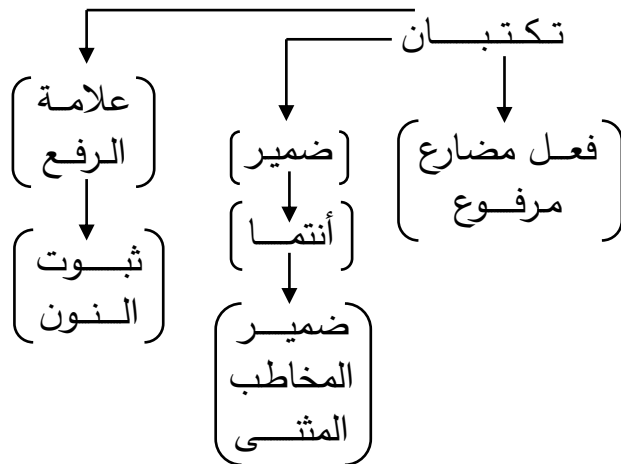 تكتبان
فعل مضارع
مرفوع
ضمير
أنتما
ضمير
المخاطب
المثنى
علامة
الرفع
ثبوت
النون